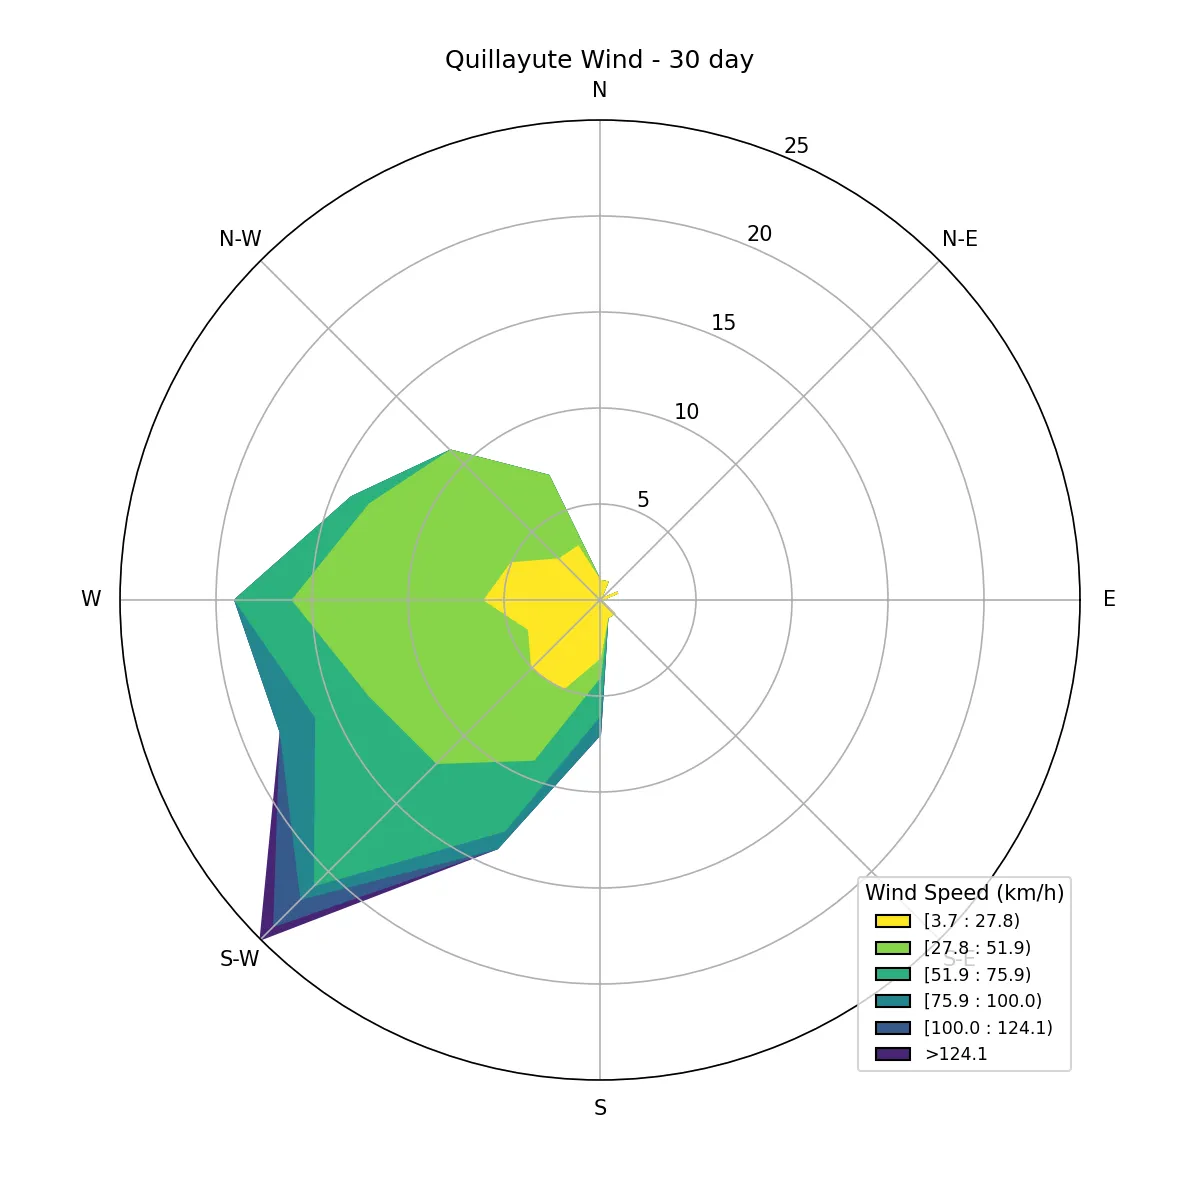 Quillayute Wind - 30 day
N
25
N-W
N-E
20
15
10
5
W
E
Wind Speed (km/h)
[3.7 : 27.8)
[27.8 : 51.9)
S-W
S-E
[51.9 : 75.9)
[75.9 : 100.0)
[100.0 : 124.1)
>124.1
S